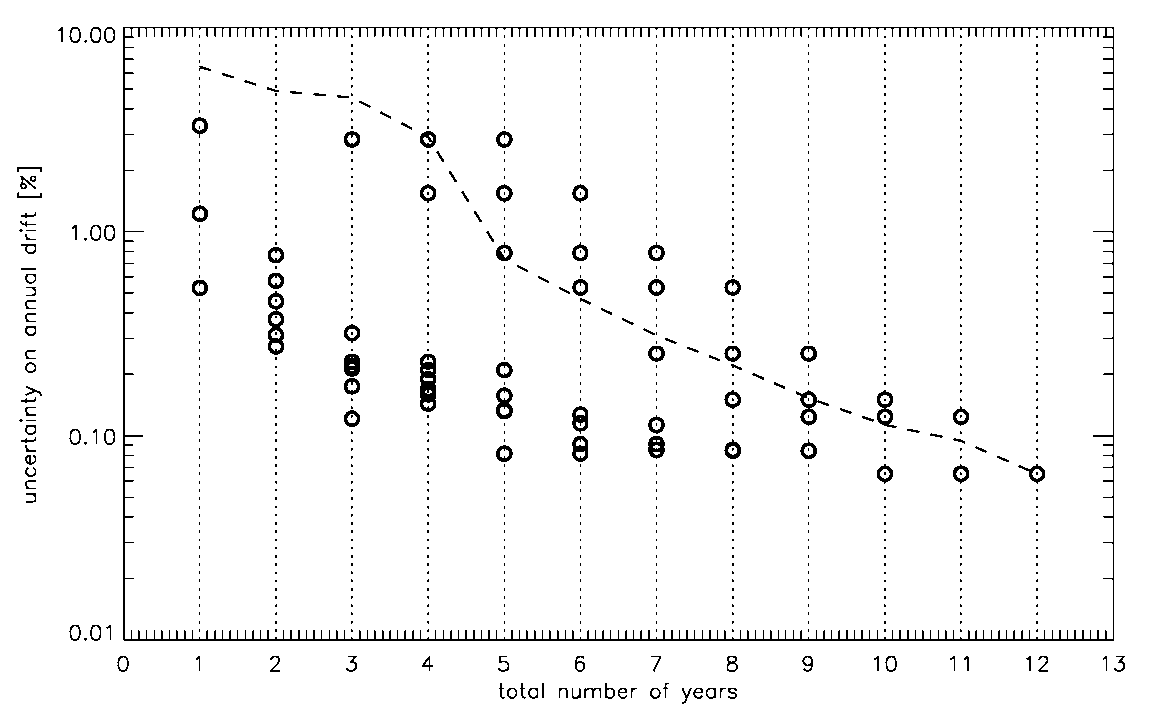 10.00
1.00
0.10
0.01
uncertainty on annual drift [%]
0 1 2 3 4 5 6 7 8 9 10 11 12 13
total number of years